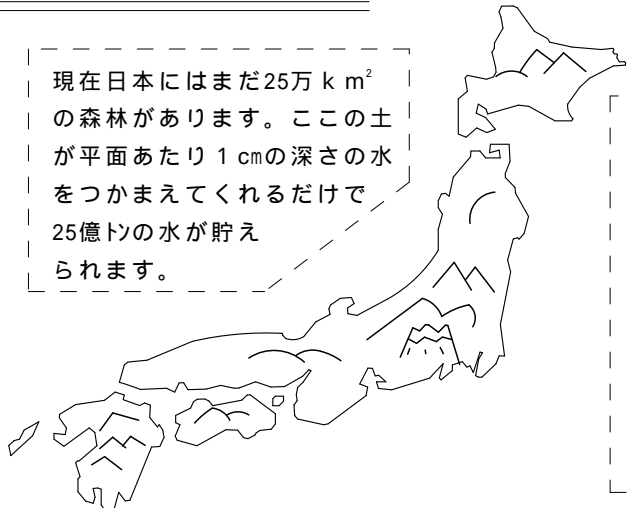 現在日本にはまだ25万ｋｍ²
の森林があります。ここの土
が平面あたり１㎝の深さの水
をつかまえてくれるだけで
25億㌧の水が貯え
られます。